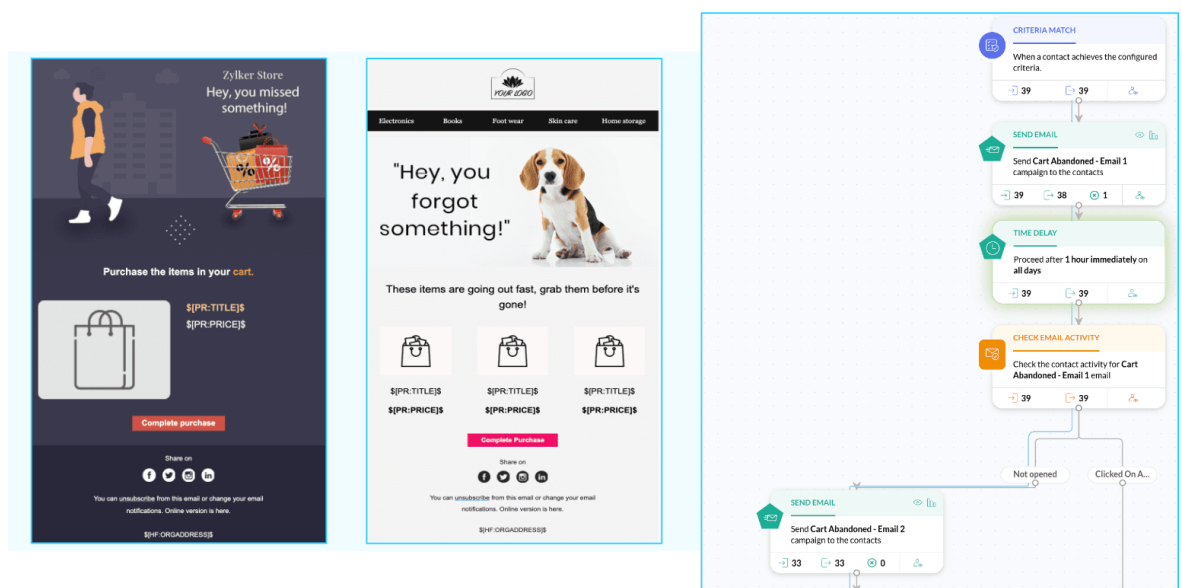 Zylker Store
Hey, you missed
something!
Purchase the items in your cart.
$[PR:TITLE]$
$[PR:PRICE]$
Complete purchase
Share on
You can unsubscribe from this email or change your email
notifications. Online version is here.
$[HF:ORGADDRESS]$
YOUR LOGO
Electronics Books Foot wear Skin care Home storage
"Hey, you
forgot
something!"
These items are going out fast, grab them before it's
gone!
$[PR:TITLE]$ $[PR:TITLE]$ $[PR:TITLE]$
$[PR:PRICE]$ $[PR:PRICE]$ $[PR:PRICE]$
Complete Purchase
Share on
You can unsubscribe from this email or change your email
notifications. Online version is here.
$[HF:ORGADDRESS]$
CRITERIA MATCH
When a contact achieves the configured
criteria.
39 39
SEND EMAIL
Send Cart Abandoned - Email 1
campaign to the contacts
39 38 1
TIME DELAY
Proceed after 1 hour immediately on
all days
39 39
CHECK EMAIL ACTIVITY
Check the contact activity for Cart
Abandoned - Email 1 email
39 39
Not opened Clicked On A...
SEND EMAIL
Send Cart Abandoned - Email 2
campaign to the contacts
33 33 0